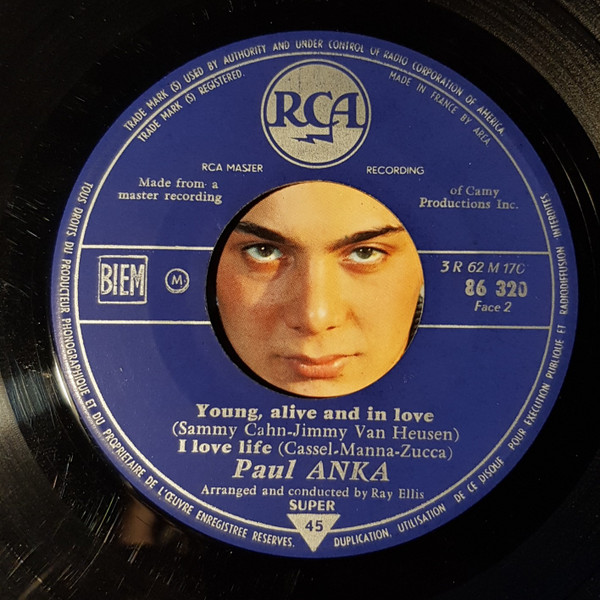 TRADE MARK (S) USED BY AUTHORITY AND UNDER CONTROL OF RADIO CORPORATION OF AMERICA
TRADE MARK (S) REGISTERED.
MADE IN FRANCE BY AREA
RCA
RCA MASTER RECORDING
Made from a
master recording
of Camy
Productions Inc.
BIEM
M
3 R 62 M 17C
86 320
Face 2
Young, alive and in love
(Sammy Cahn-Jimmy Van Heusen)
I love life (Cassel-Manna-Zucca)
Paul ANKA
Arranged and conducted by Ray Ellis
SUPER
45
TOUS DROITS DU PRODUCTEUR PHONOGRAPHIQUE ET DU PROPRIETAIRE DE L'ŒUVRE ENREGISTREE RESERVES. DUPLICATION, UTILISATION DE CE DISQUE POUR EXECUTION PUBLIQUE ET RADIODIFFUSION INTERDITES